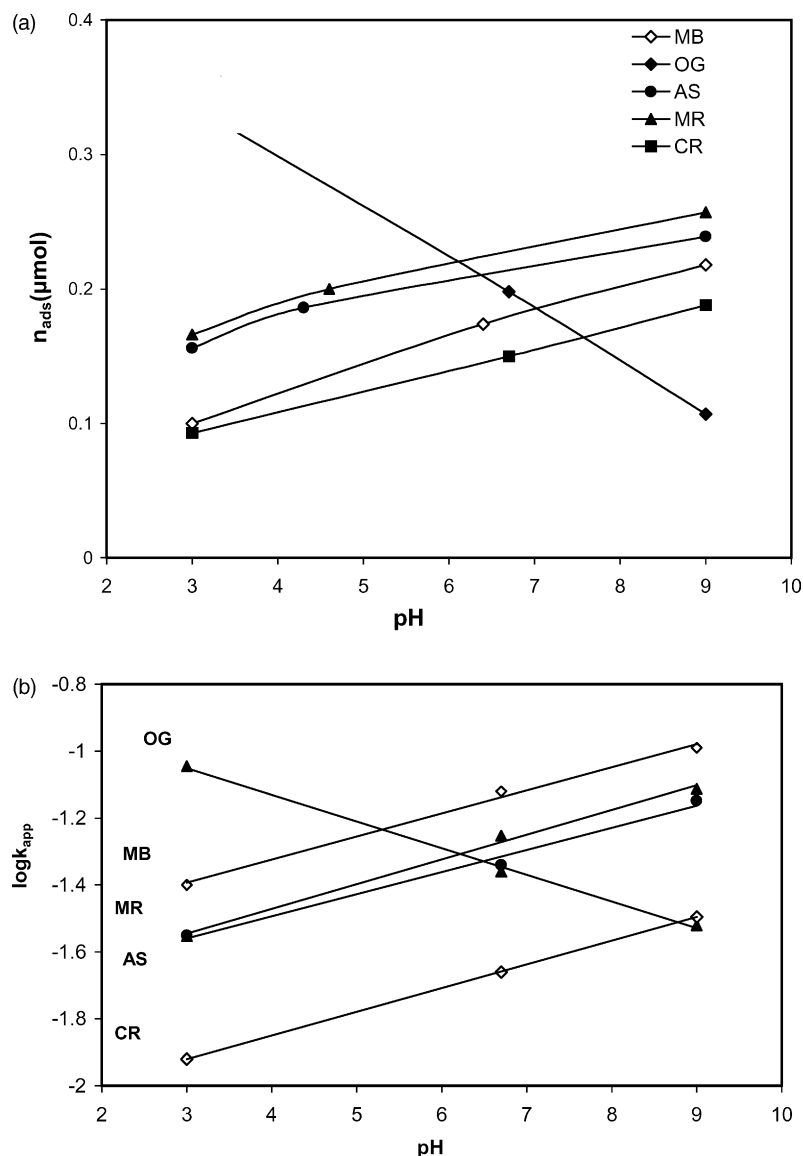 (a)
0.4
0.3
0.2
0.1
0
n_ads(µmol)
2 3 4 5 6 7 8 9 10
pH
MB
OG
AS
MR
CR
(b)
-0.8
-1
-1.2
-1.4
-1.6
-1.8
-2
logk_app
OG
MB
MR
AS
CR
2 3 4 5 6 7 8 9 10
pH